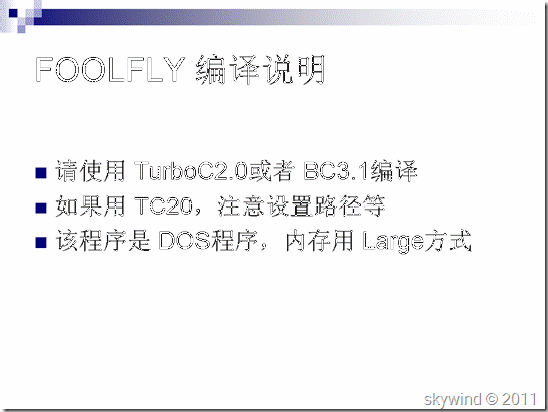 FOOLFLY 编译说明
请使用 TurboC2.0或者 BC3.1编译
如果用 TC20，注意设置路径等
该程序是 DOS程序，内存用 Large方式
skywind © 2011